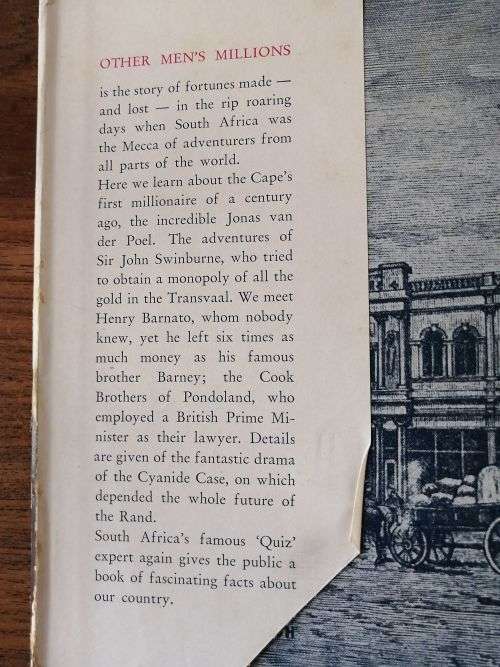 OTHER MEN'S MILLIONS
is the story of fortunes made —
and lost — in the rip roaring
days when South Africa was
the Mecca of adventurers from
all parts of the world.
Here we learn about the Cape's
first millionaire of a century
ago, the incredible Jonas van
der Poel. The adventures of
Sir John Swinburne, who tried
to obtain a monopoly of all the
gold in the Transvaal. We meet
Henry Barnato, whom nobody
knew, yet he left six times as
much money as his famous
brother Barney; the Cook
Brothers of Pondoland, who
employed a British Prime Mi-
nister as their lawyer. Details
are given of the fantastic drama
of the Cyanide Case, on which
depended the whole future of
the Rand.
South Africa's famous ‘Quiz’
expert again gives the public a
book of fascinating facts about
our country.